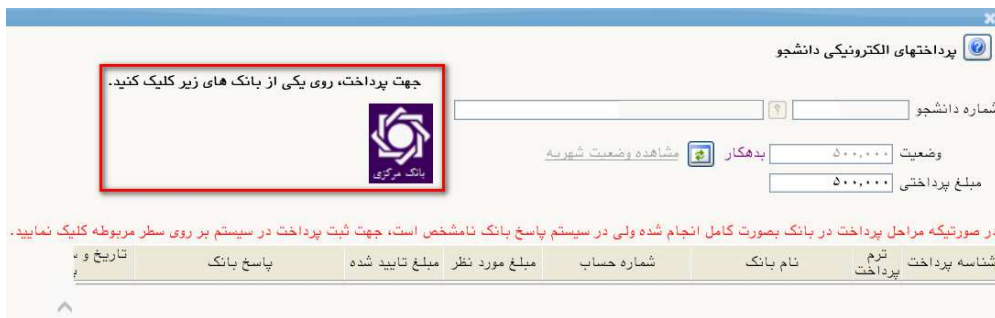 پرداختهای الکترونیکی دانشجو
جهت پرداخت، روی یکی از بانک های زیر کلیک کنید.
بانک مرکزی
شماره دانشجو
وضعیت ۵۰۰,۰۰۰ بدهکار مشاهده وضعیت شهریه
مبلغ پرداختی ۵۰۰,۰۰۰
در صورتیکه مراحل پرداخت در بانک بصورت کامل انجام شده ولی در سیستم پاسخ بانک نامشخص است، جهت ثبت پرداخت در سیستم بر روی سطر مربوطه کلیک نمایید.
شناسه پرداخت ترم پرداخت نام بانک شماره حساب مبلغ مورد نظر مبلغ تایید شده پاسخ بانک تاریخ و